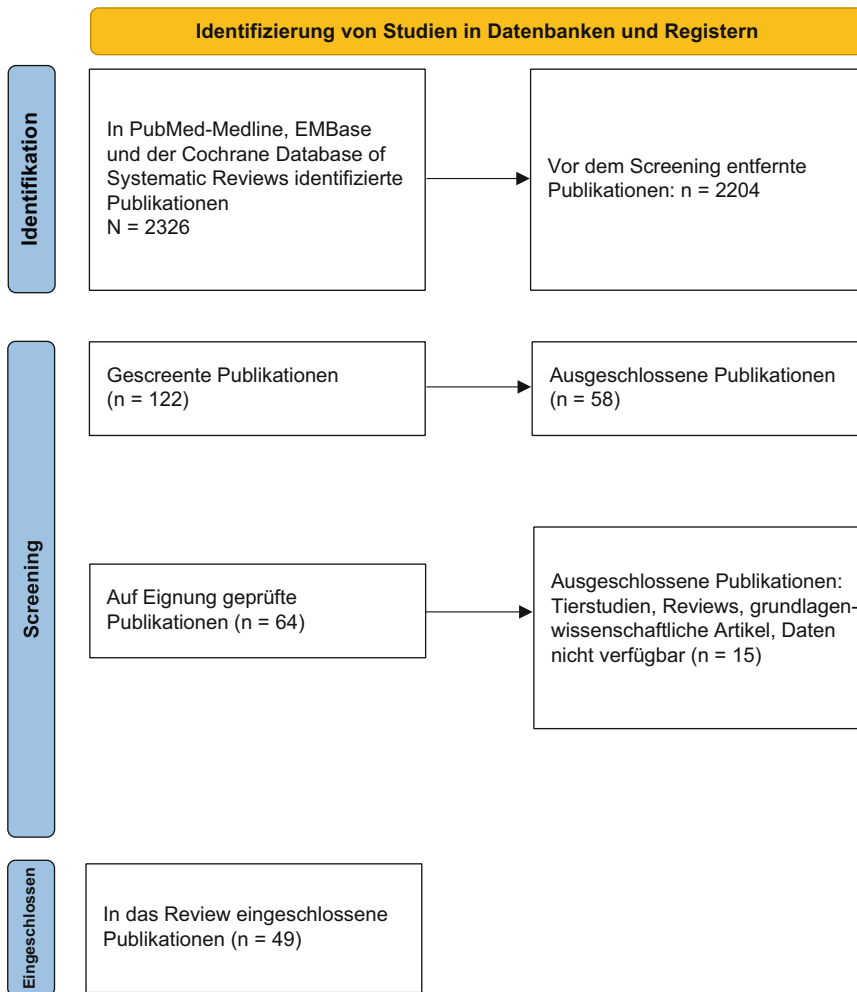 Identifizierung von Studien in Datenbanken und Registern
Identifikation
In PubMed-Medline, EMBase
und der Cochrane Database of
Systematic Reviews identifizierte
Publikationen
N = 2326
Vor dem Screening entfernte
Publikationen: n = 2204
Screening
Gescreente Publikationen
(n = 122)
Ausgeschlossene Publikationen
(n = 58)
Auf Eignung geprüfte
Publikationen (n = 64)
Ausgeschlossene Publikationen:
Tierstudien, Reviews, grundlagen-
wissenschaftliche Artikel, Daten
nicht verfügbar (n = 15)
Eingeschlossen
In das Review eingeschlossene
Publikationen (n = 49)